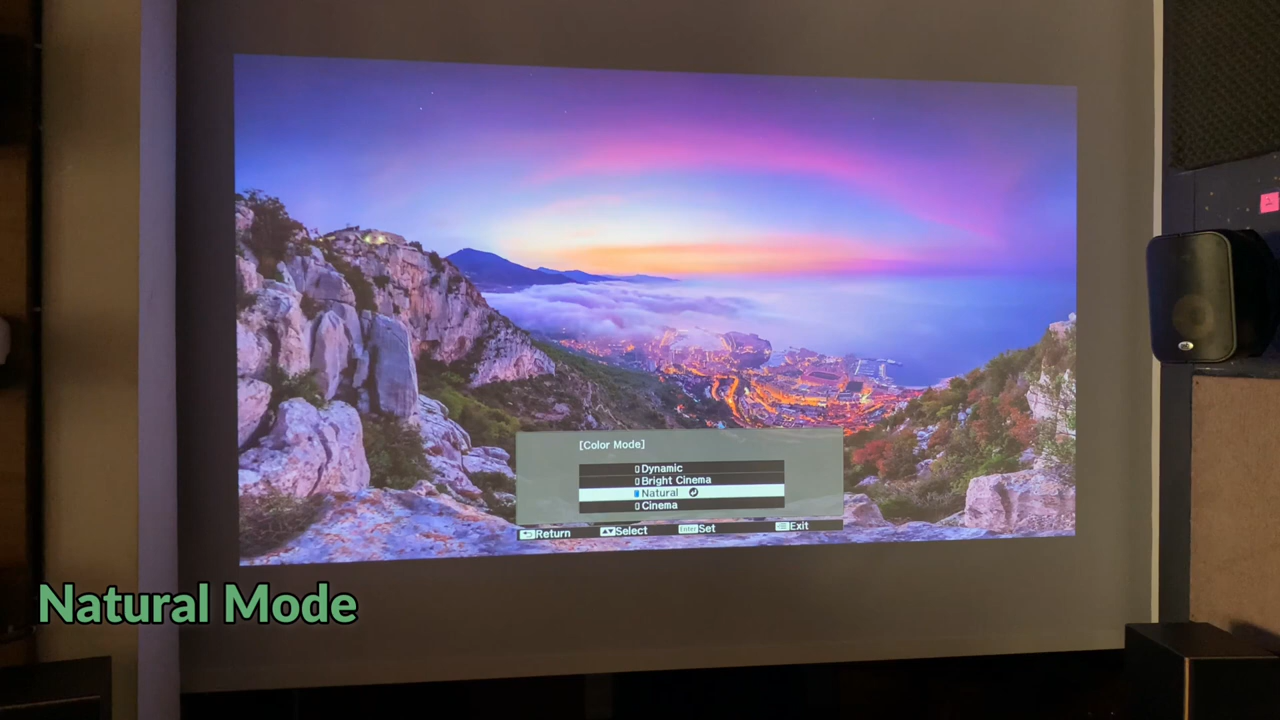 [Color Mode]
Dynamic
Bright Cinema
Natural
Cinema
Return Select Enter Set Exit
Natural Mode